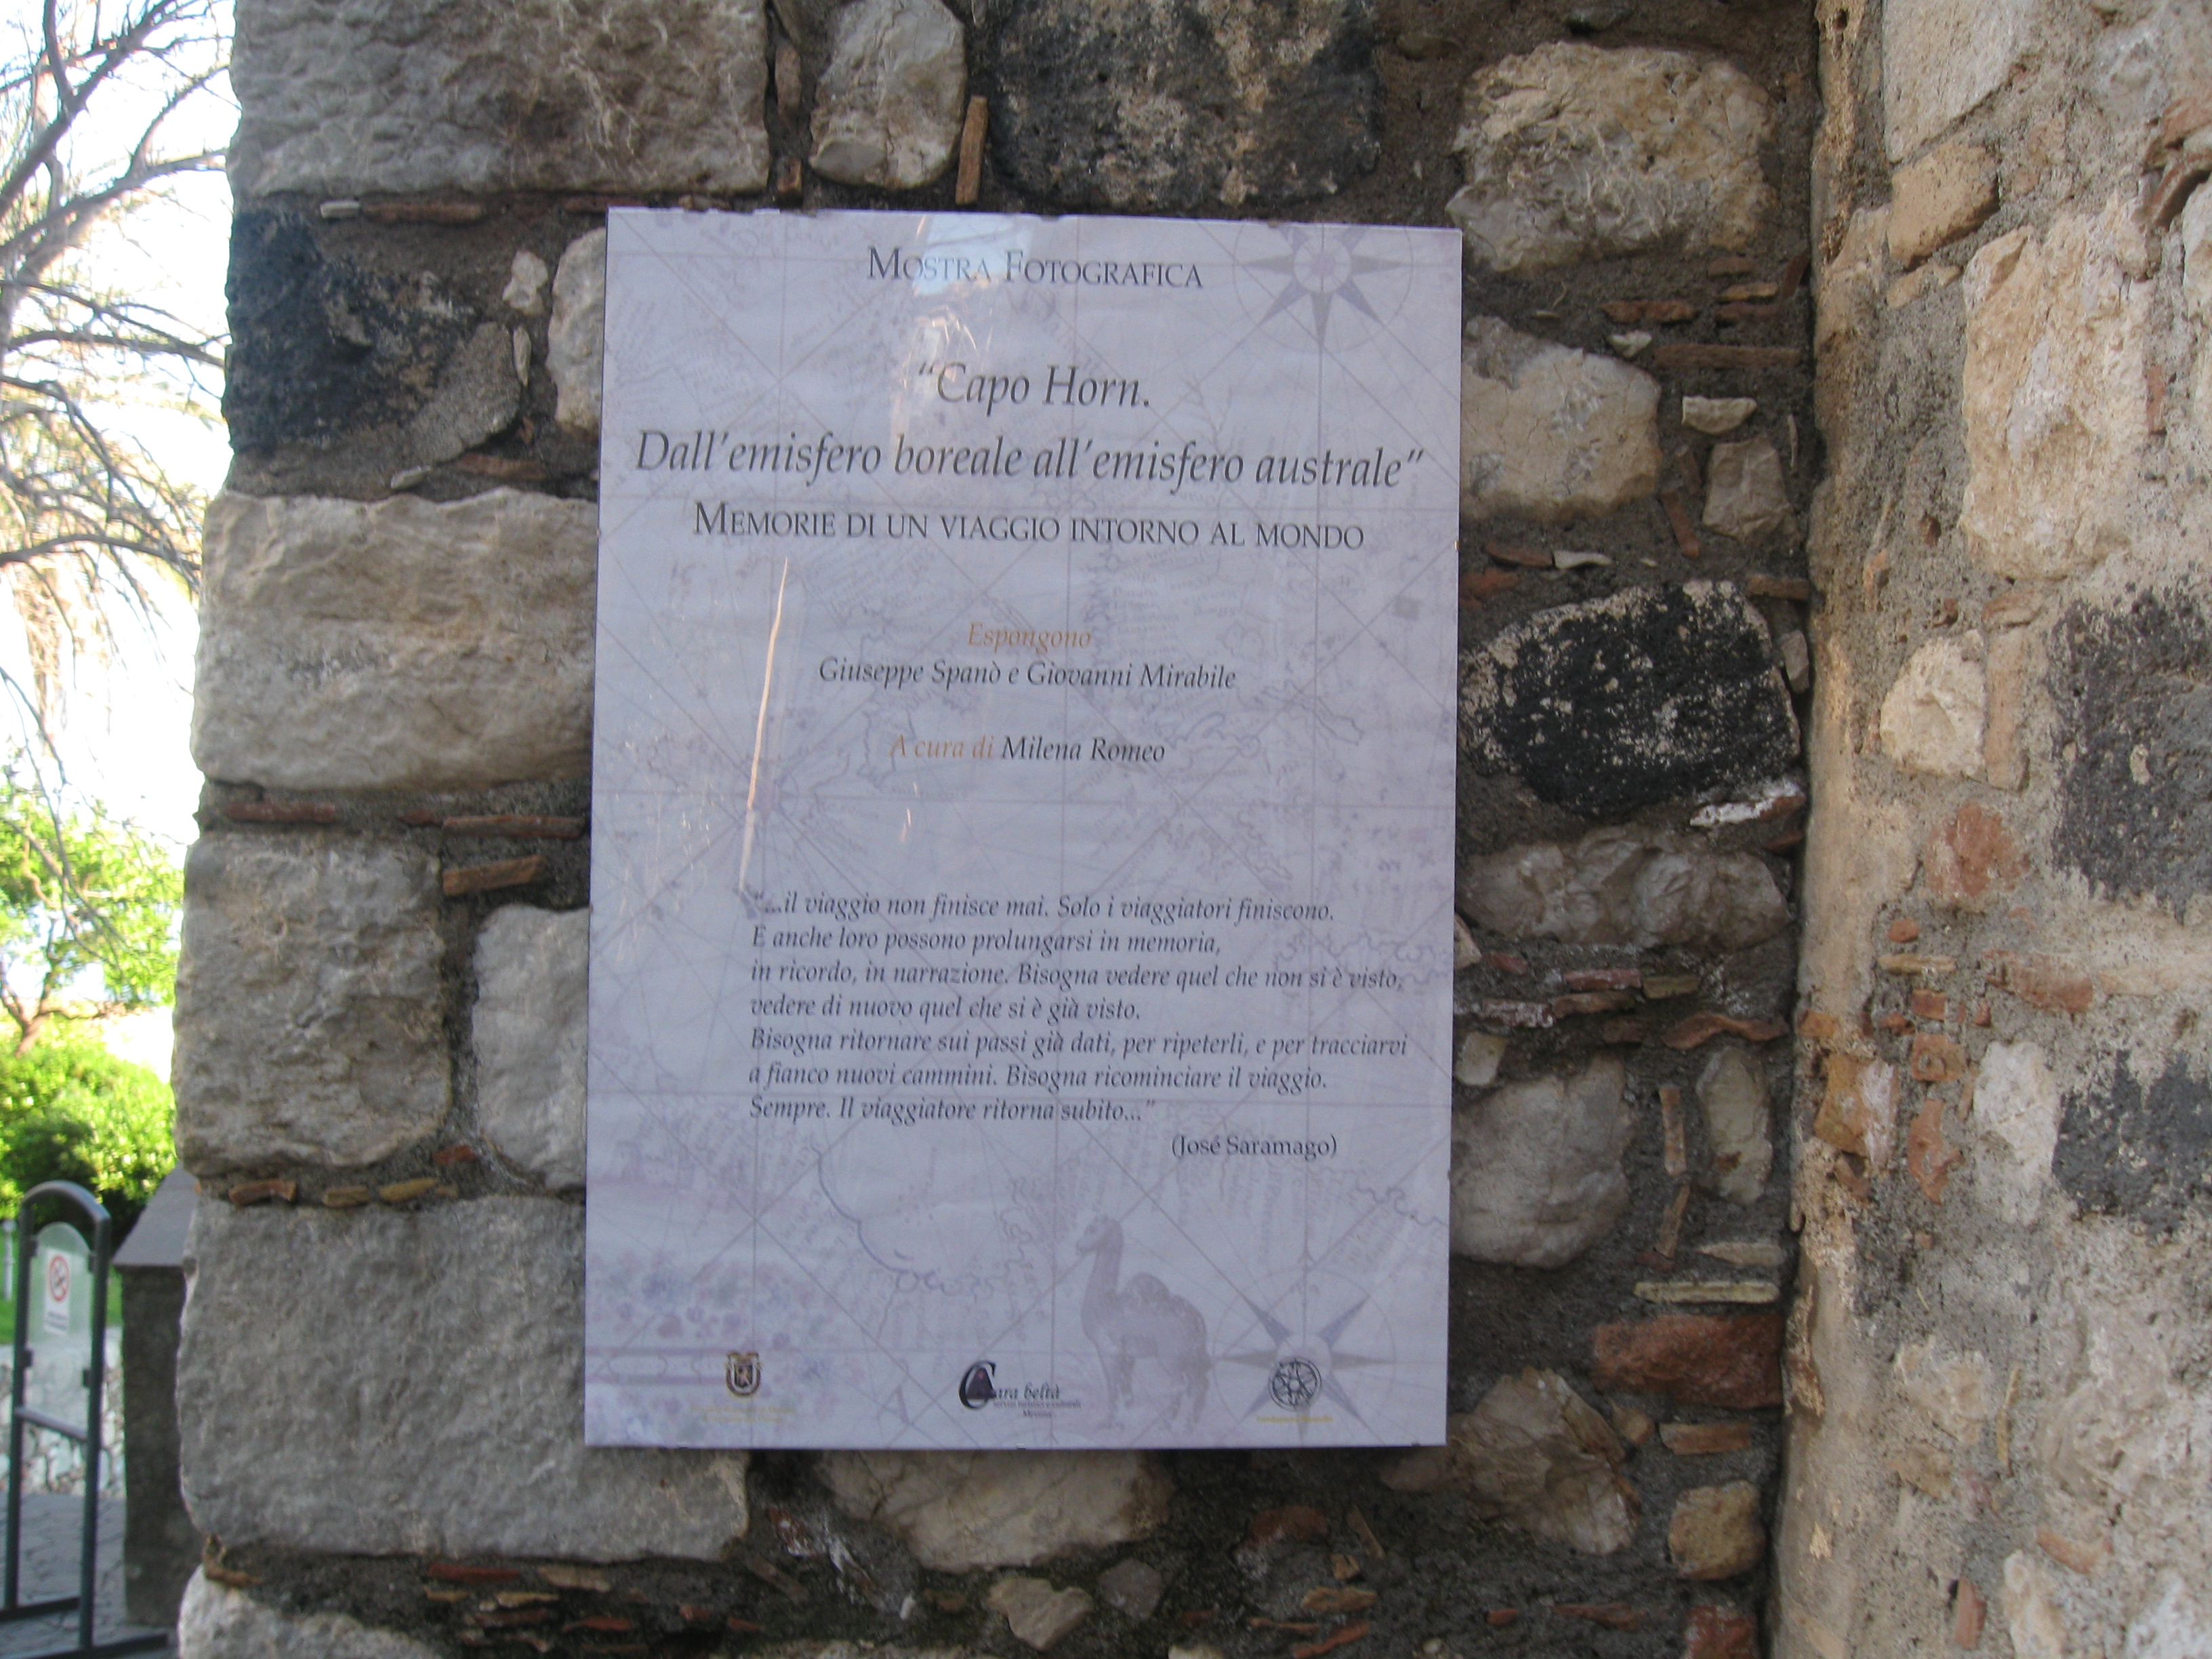 Mostra Fotografica
"Capo Horn.
Dall'emisfero boreale all'emisfero australe"
Memorie di un viaggio intorno al mondo
Espongono
Giuseppe Spanò e Giovanni Mirabile
A cura di Milena Romeo
"...il viaggio non finisce mai. Solo i viaggiatori finiscono.
E anche loro possono prolungarsi in memoria,
in ricordo, in narrazione. Bisogna vedere quel che non si è visto,
vedere di nuovo quel che si è già visto.
Bisogna ritornare sui passi già dati, per ripeterli, e per tracciarvi
a fianco nuovi cammini. Bisogna ricominciare il viaggio.
Sempre. Il viaggiatore ritorna subito..."
(José Saramago)
Cara beltà